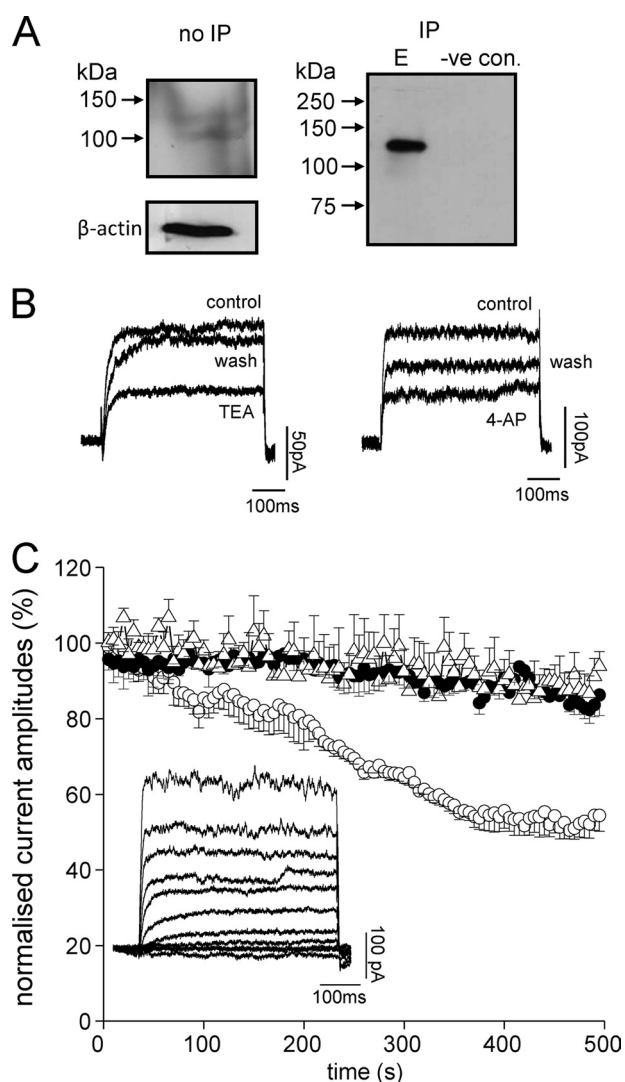 A
no IP
IP
kDa
150
100
β-actin
kDa
E -ve con.
250
150
100
75
B
control
wash
TEA
50pA
100ms
control
wash
4-AP
100pA
100ms
C
normalised current amplitudes (%)
120
100
80
60
40
20
0
100 pA
100ms
0 100 200 300 400 500
time (s)